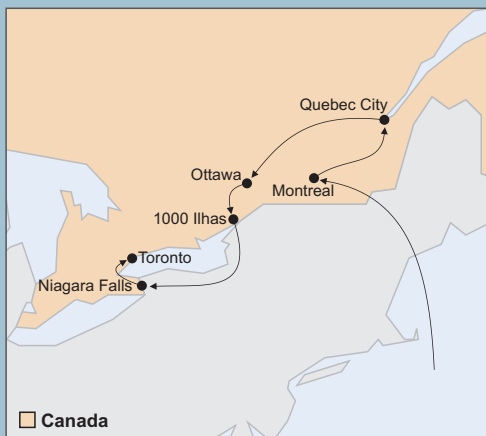 Quebec City
Ottawa
Montreal
1000 Ilhas
Toronto
Niagara Falls
Canada